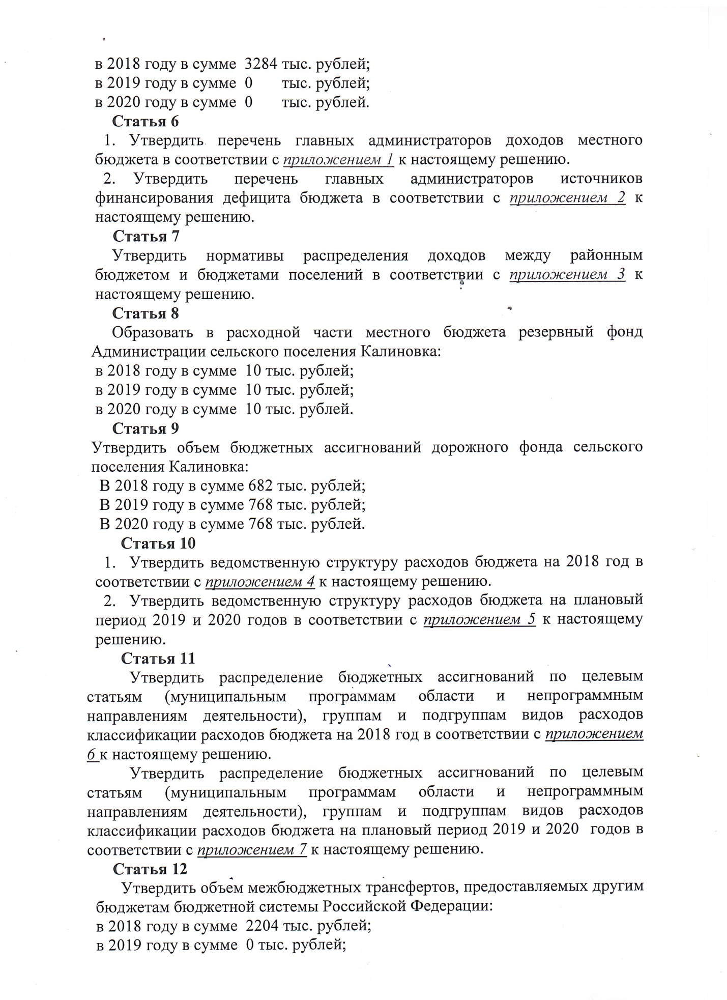 в 2018 году в сумме 3284 тыс. рублей;
в 2019 году в сумме 0 тыс. рублей;
в 2020 году в сумме 0 тыс. рублей.
Статья 6
1. Утвердить перечень главных администраторов доходов местного
бюджета в соответствии с приложением 1 к настоящему решению.
2. Утвердить перечень главных администраторов источников
финансирования дефицита бюджета в соответствии с приложением 2 к
настоящему решению.
Статья 7
Утвердить нормативы распределения доходов между районным
бюджетом и бюджетами поселений в соответствии с приложением 3 к
настоящему решению.
Статья 8
Образовать в расходной части местного бюджета резервный фонд
Администрации сельского поселения Калиновка:
в 2018 году в сумме 10 тыс. рублей;
в 2019 году в сумме 10 тыс. рублей;
в 2020 году в сумме 10 тыс. рублей.
Статья 9
Утвердить объем бюджетных ассигнований дорожного фонда сельского
поселения Калиновка:
В 2018 году в сумме 682 тыс. рублей;
В 2019 году в сумме 768 тыс. рублей;
В 2020 году в сумме 768 тыс. рублей.
Статья 10
1. Утвердить ведомственную структуру расходов бюджета на 2018 год в
соответствии с приложением 4 к настоящему решению.
2. Утвердить ведомственную структуру расходов бюджета на плановый
период 2019 и 2020 годов в соответствии с приложением 5 к настоящему
решению.
Статья 11
Утвердить распределение бюджетных ассигнований по целевым
статьям (муниципальным программам области и непрограммным
направлениям деятельности), группам и подгруппам видов расходов
классификации расходов бюджета на 2018 год в соответствии с приложением
6 к настоящему решению.
Утвердить распределение бюджетных ассигнований по целевым
статьям (муниципальным программам области и непрограммным
направлениям деятельности), группам и подгруппам видов расходов
классификации расходов бюджета на плановый период 2019 и 2020 годов в
соответствии с приложением 7 к настоящему решению.
Статья 12
Утвердить объем межбюджетных трансфертов, предоставляемых другим
бюджетам бюджетной системы Российской Федерации:
в 2018 году в сумме 2204 тыс. рублей;
в 2019 году в сумме 0 тыс. рублей;